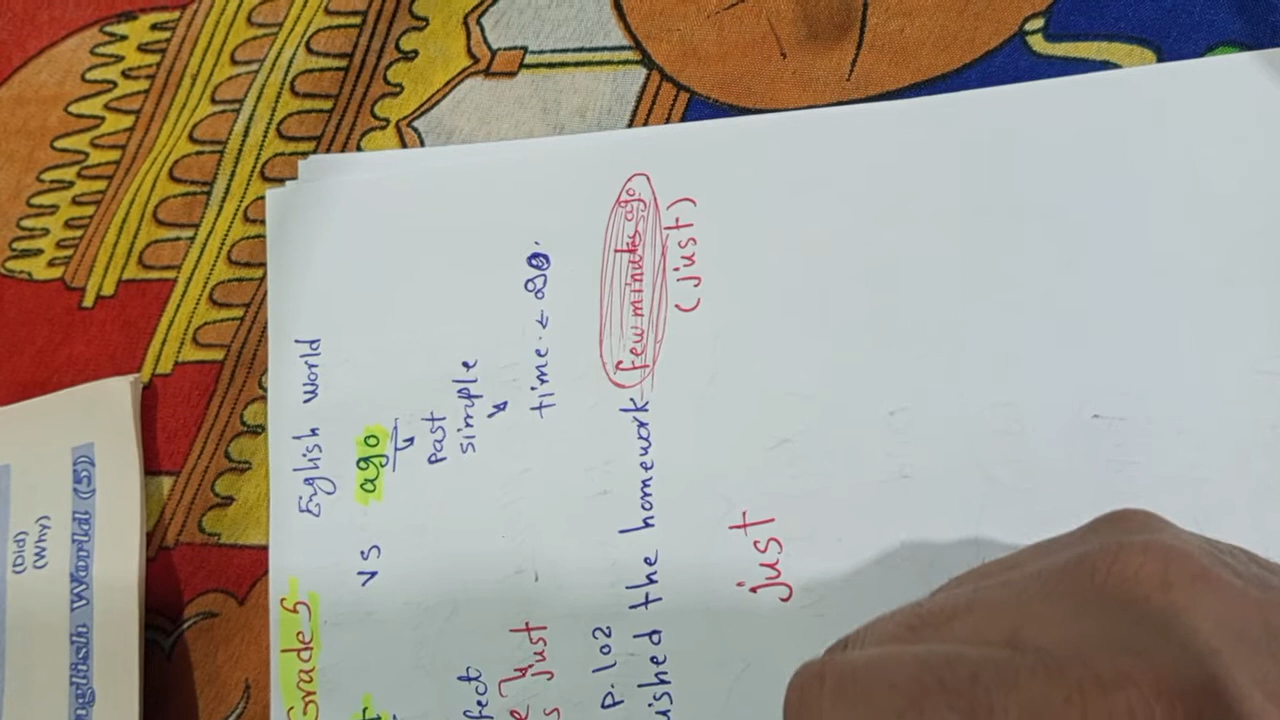 (Did)
(Why)
nglish World (5)
Grade 5 English World
vs ago
Past
simple
time ← ago.
fect
just
s just
P. 102
ished the homework few minutes ago
(just)
just